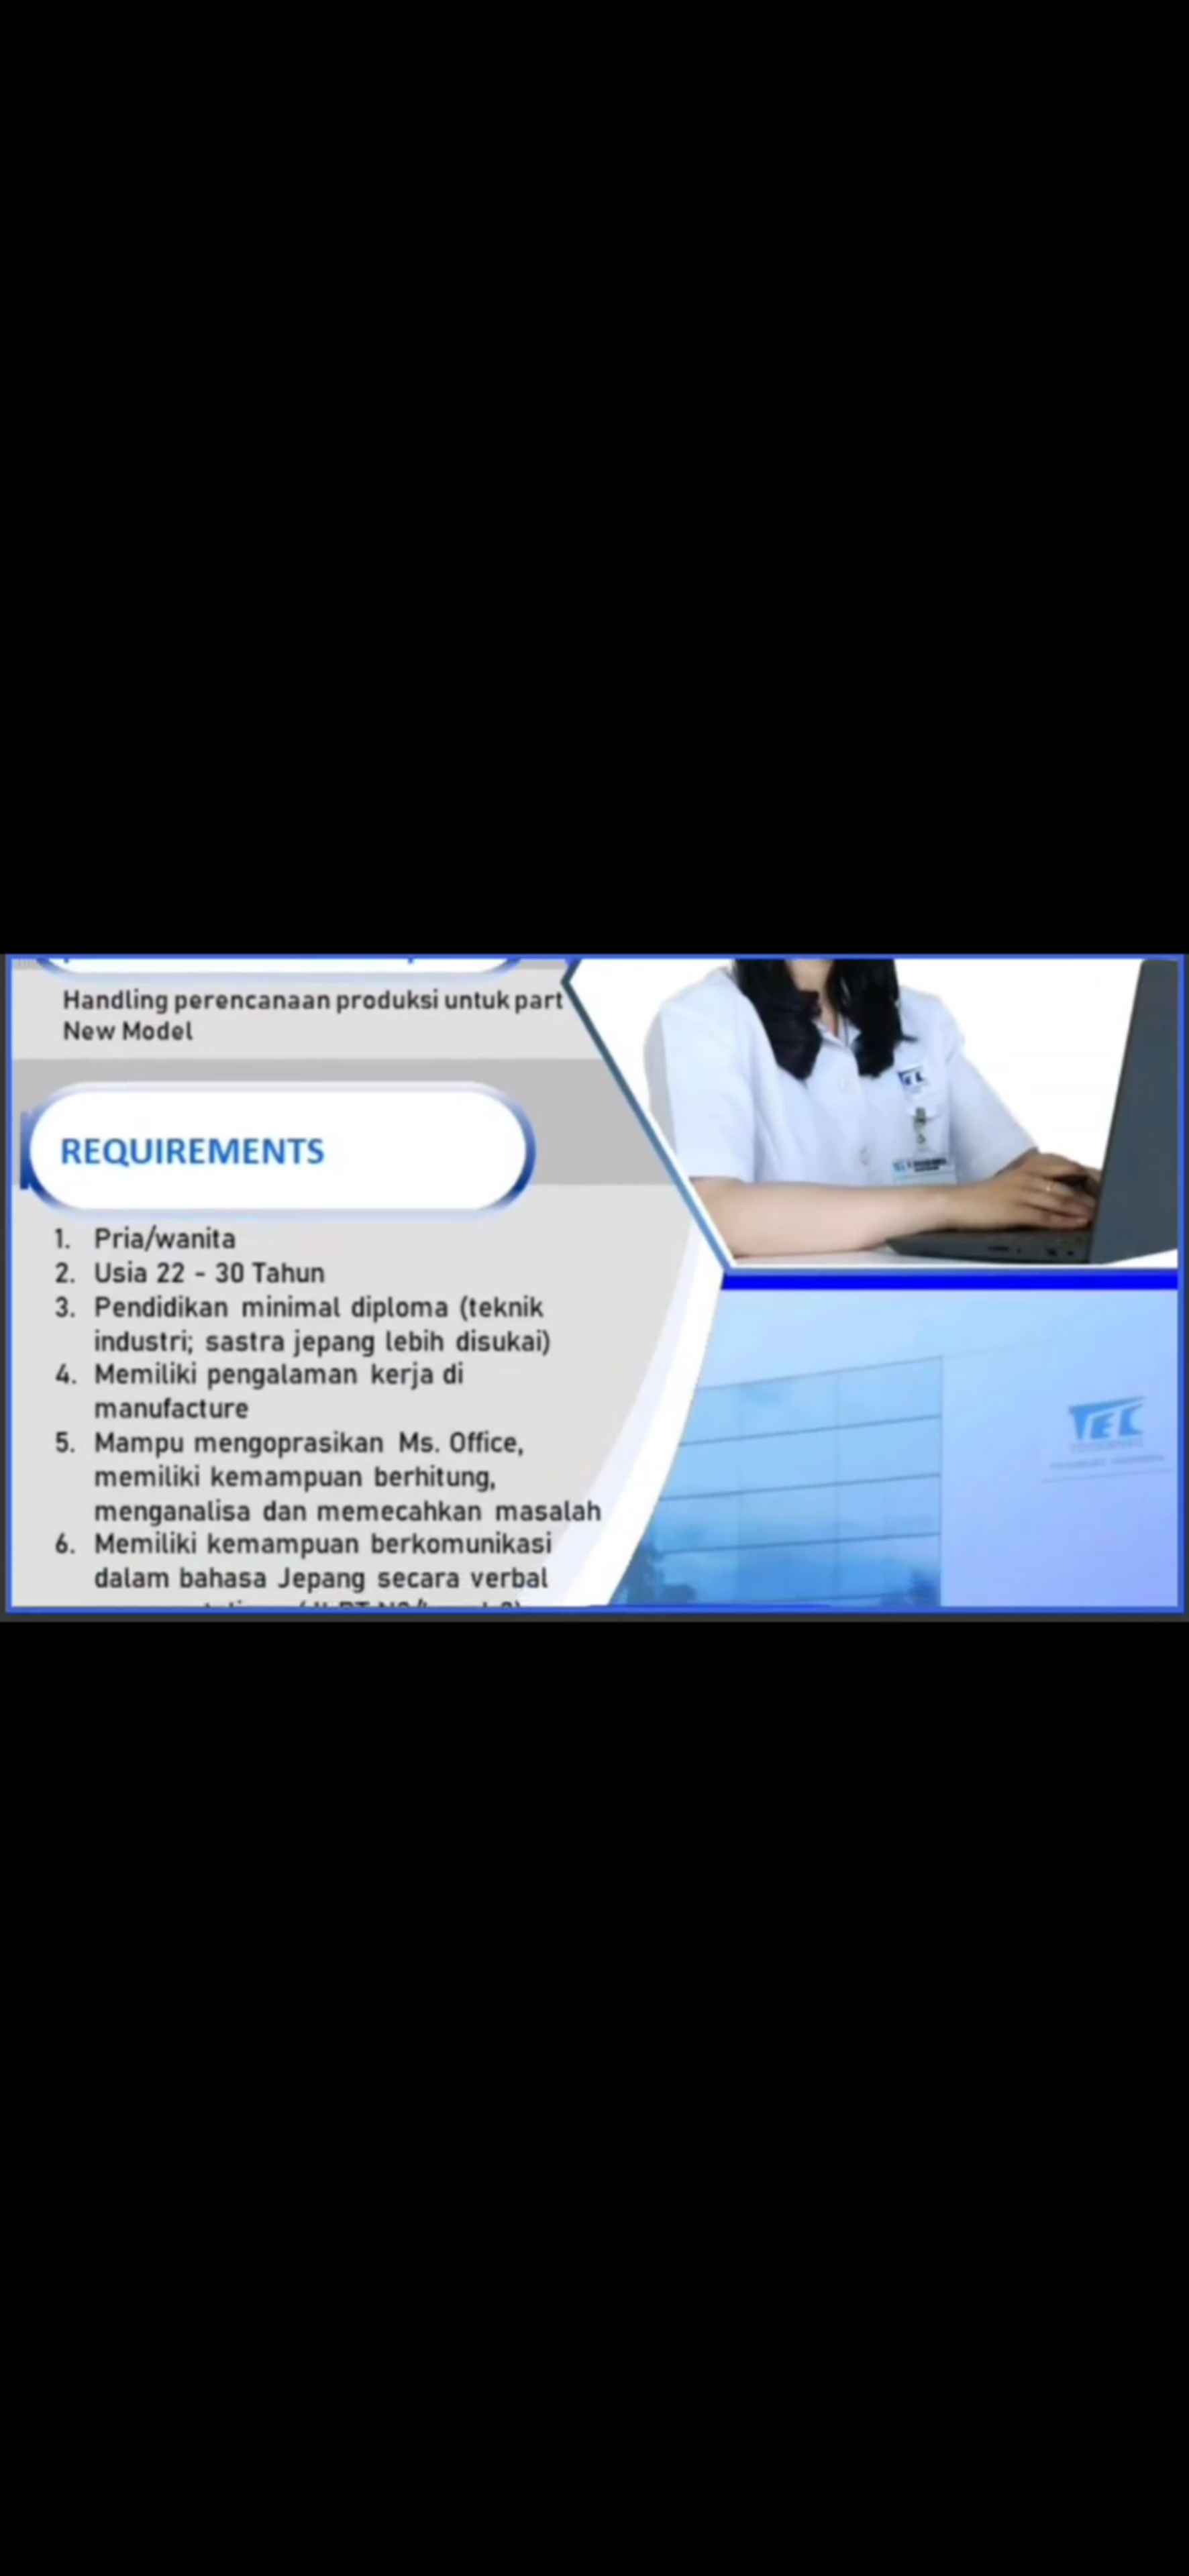 Handling perencanaan produksi untuk part
New Model
REQUIREMENTS
1. Pria/wanita
2. Usia 22 - 30 Tahun
3. Pendidikan minimal diploma (teknik
industri; sastra jepang lebih disukai)
4. Memiliki pengalaman kerja di
manufacture
5. Mampu mengoprasikan Ms. Office,
memiliki kemampuan berhitung,
menganalisa dan memecahkan masalah
6. Memiliki kemampuan berkomunikasi
dalam bahasa Jepang secara verbal
TEC